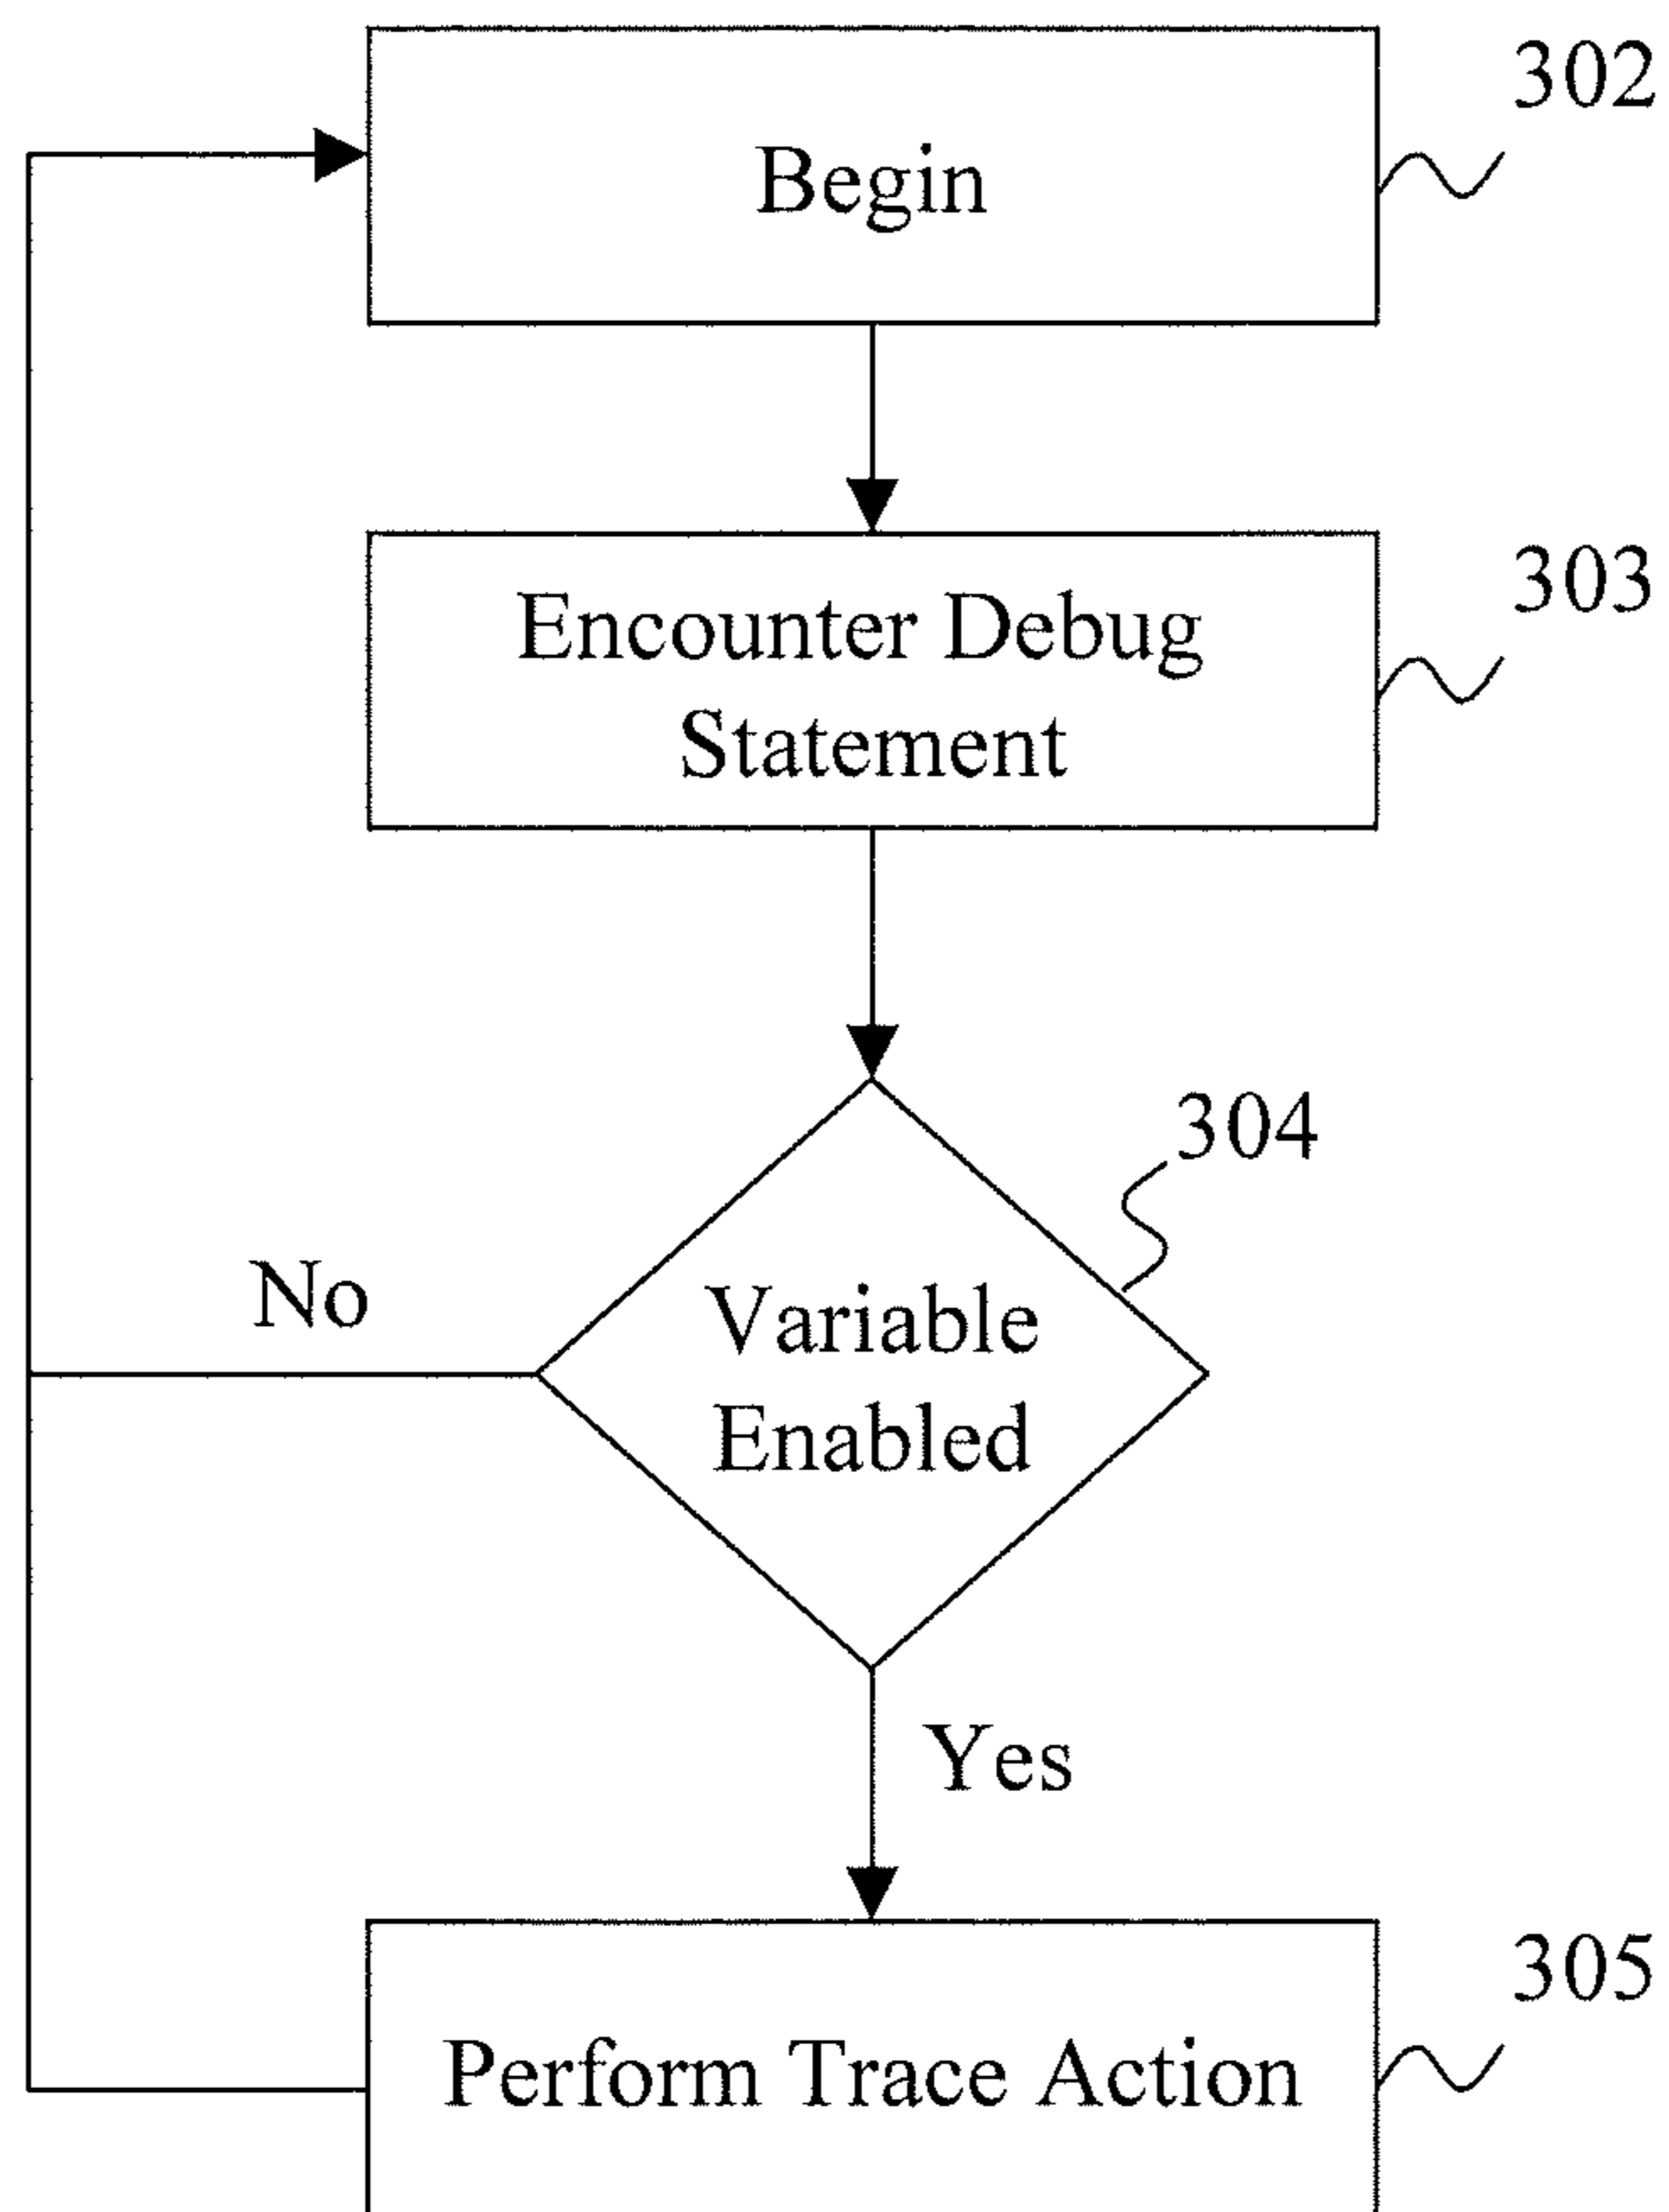 302
Begin
303
Encounter Debug
Statement
304
No
Variable
Enabled
Yes
305
Perform Trace Action